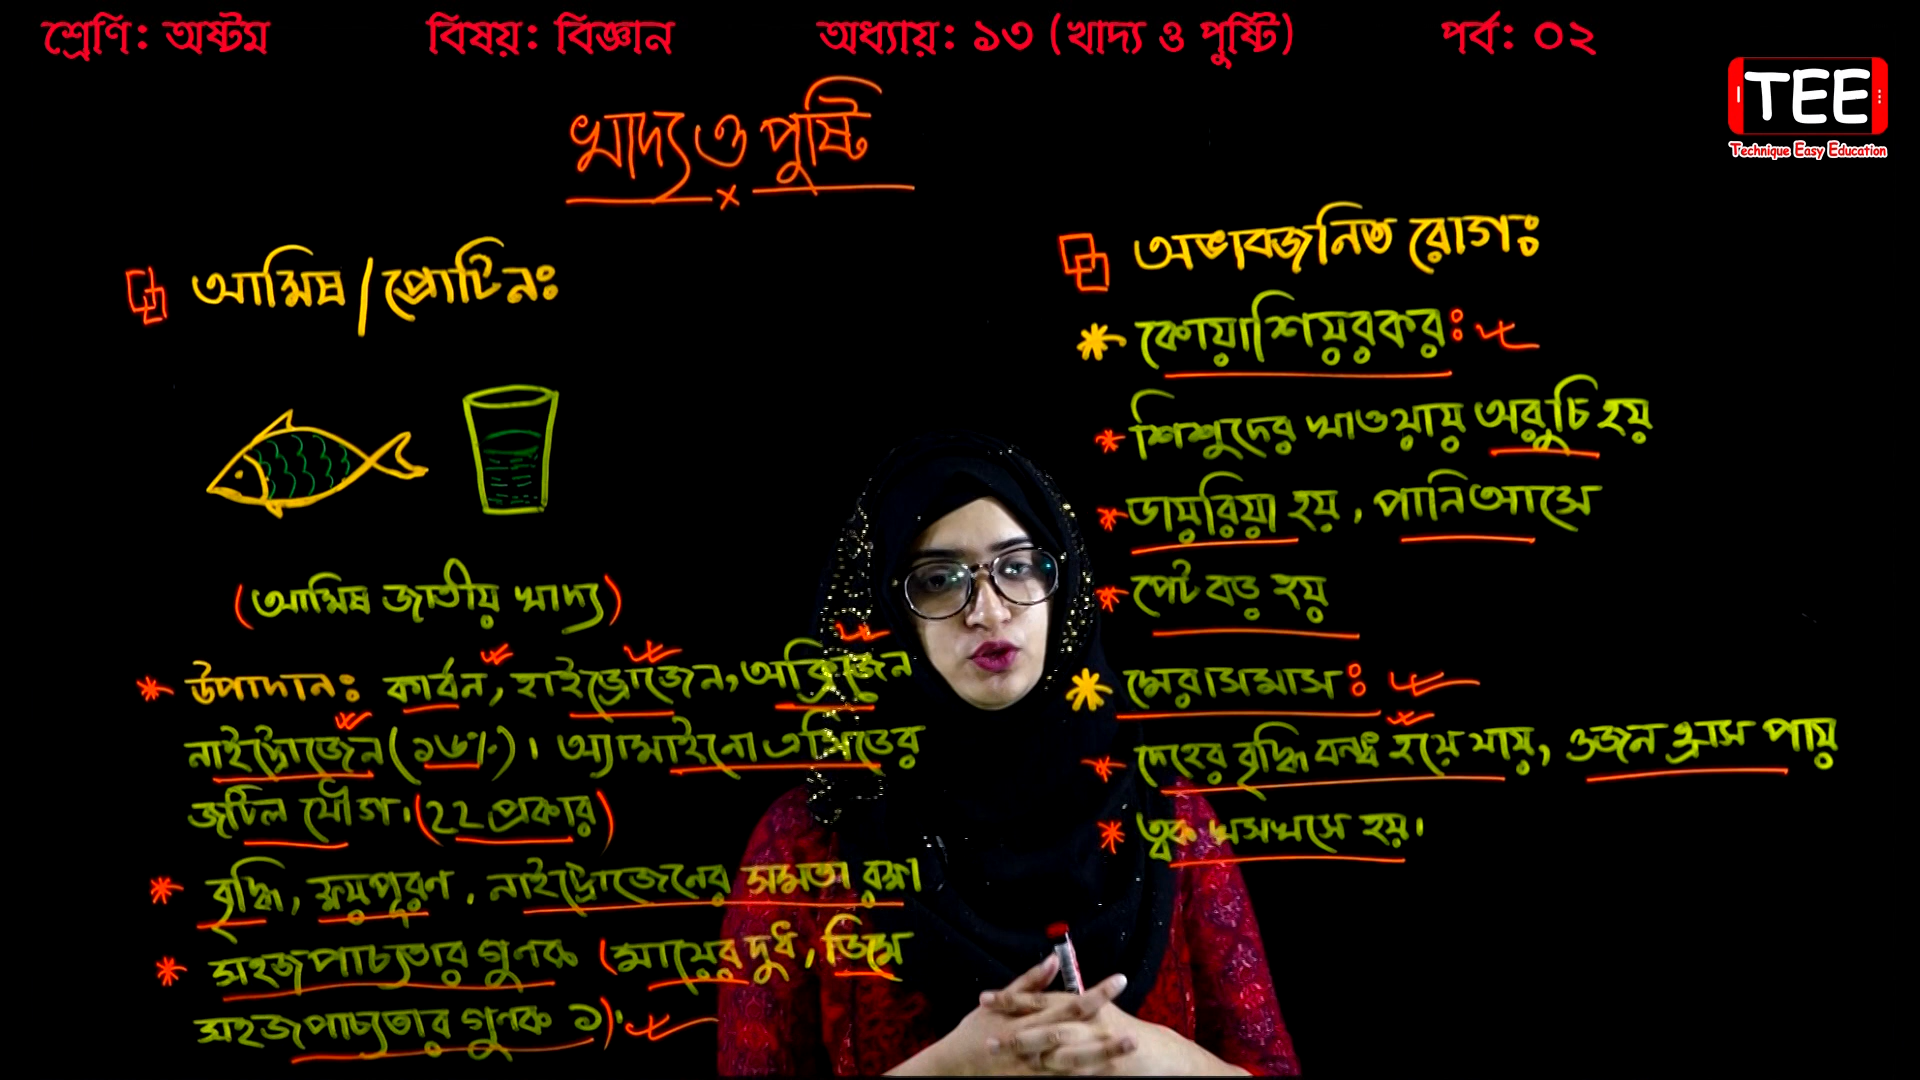 শ্রেণি: অষ্টম বিষয়: বিজ্ঞান অধ্যায়: ১৩ (খাদ্য ও পুষ্টি) পর্ব: ০২
TEE
Technique Easy Education
খাদ্য ও পুষ্টি
আমিষ / প্রোটিনঃ
(আমিষ জাতীয় খাদ্য)
* উপাদানঃ কার্বন, হাইড্রোজেন, অক্সিজেন
নাইট্রোজেন (১৬%)। অ্যামাইনো এসিডের
জটিল যৌগ। (22 প্রকার)
* বৃদ্ধি, ক্ষয়পূরণ, নাইট্রোজেনের সমতা রক্ষা
* সহজপাচ্যতার গুণক (মায়ের দুধ, ডিমে
সহজপাচ্যতার গুণক ১)।
অভাবজনিত রোগঃ
* কোয়াশিয়রকরঃ
* শিশুদের খাওয়ায় অরুচি হয়
* ডায়রিয়া হয়, পানি আসে
* পেট বড় হয়
* মেরাসমাসঃ
* দেহের বৃদ্ধি বন্ধ হয়ে যায়, ওজন হ্রাস পায়
* ত্বক খসখসে হয়।